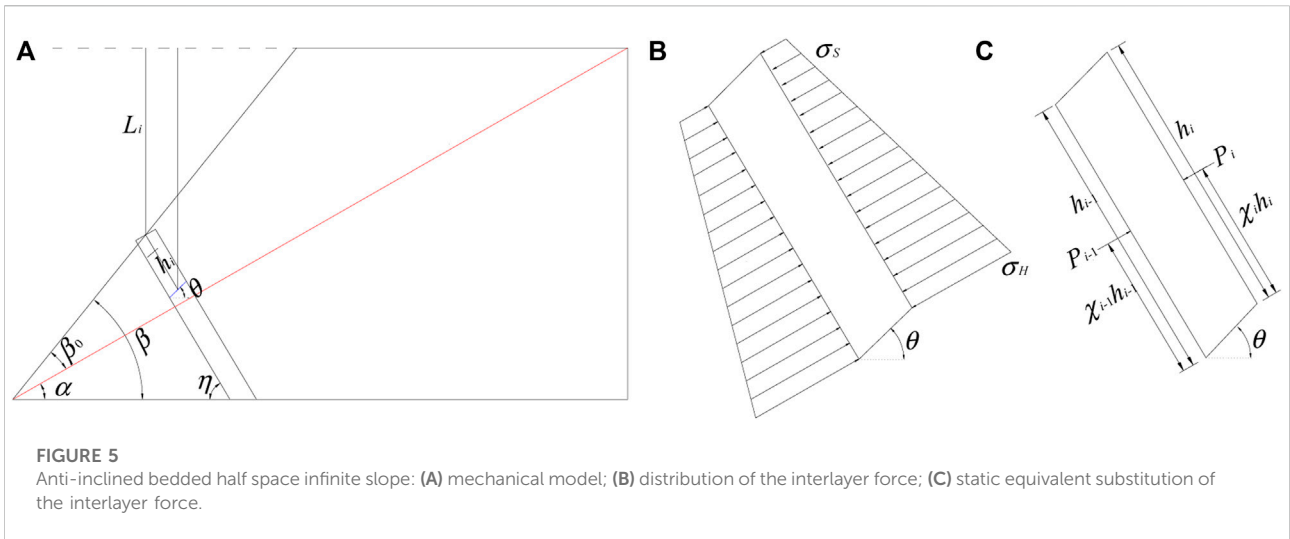 A
B
C
Lᵢ
hᵢ
θ
β₀
β
α
η
σS
σH
θ
hᵢ
Pᵢ
χᵢhᵢ
hᵢ₋₁
Pᵢ₋₁
χᵢ₋₁hᵢ₋₁
θ
FIGURE 5
Anti-inclined bedded half space infinite slope: (A) mechanical model; (B) distribution of the interlayer force; (C) static equivalent substitution of
the interlayer force.